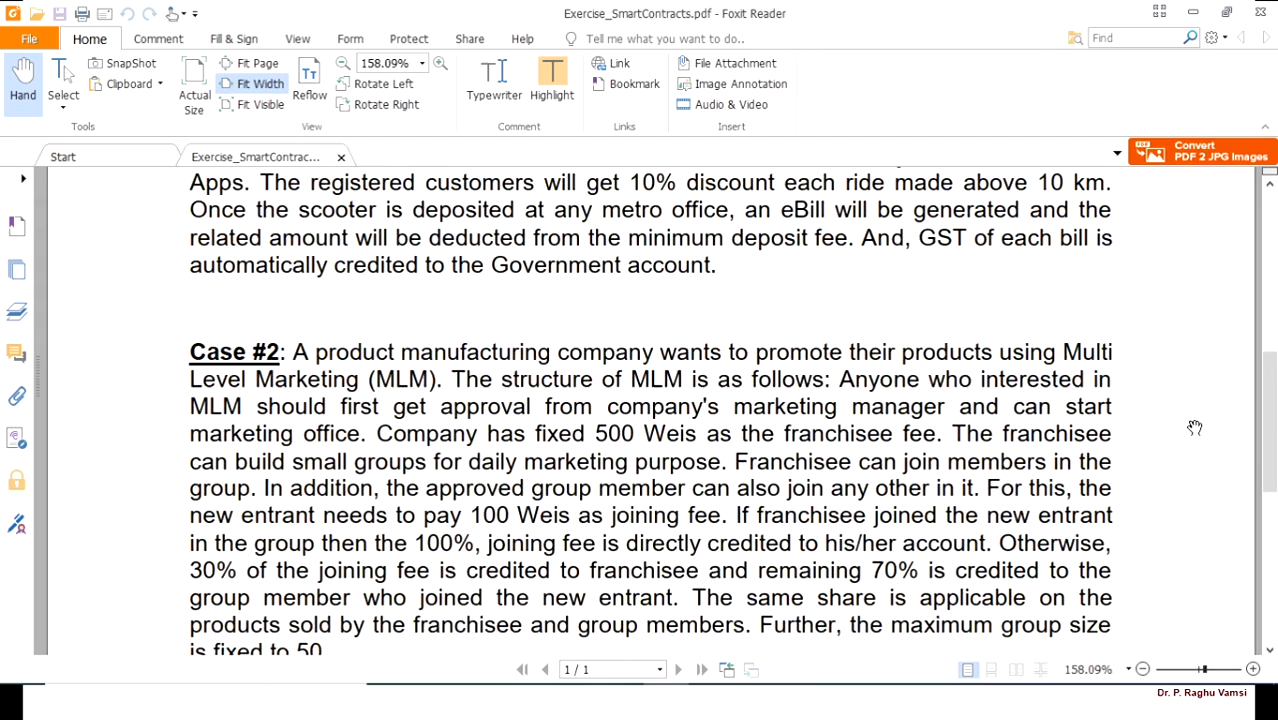 Exercise_SmartContracts.pdf - Foxit Reader
File Home Comment Fill & Sign View Form Protect Share Help Tell me what you want to do.. Find
Hand
Select
SnapShot
Clipboard
Tools
Actual Size
Fit Page
Fit Width
Fit Visible
Reflow
158.09%
Rotate Left
Rotate Right
View
Typewriter
Highlight
Comment
Link
Bookmark
Links
File Attachment
Image Annotation
Audio & Video
Insert
Start
Exercise_SmartContrac...
Convert
PDF 2 JPG Images
PDF
Apps. The registered customers will get 10% discount each ride made above 10 km.
Once the scooter is deposited at any metro office, an eBill will be generated and the
related amount will be deducted from the minimum deposit fee. And, GST of each bill is
automatically credited to the Government account.
Case #2: A product manufacturing company wants to promote their products using Multi
Level Marketing (MLM). The structure of MLM is as follows: Anyone who interested in
MLM should first get approval from company's marketing manager and can start
marketing office. Company has fixed 500 Weis as the franchisee fee. The franchisee
can build small groups for daily marketing purpose. Franchisee can join members in the
group. In addition, the approved group member can also join any other in it. For this, the
new entrant needs to pay 100 Weis as joining fee. If franchisee joined the new entrant
in the group then the 100%, joining fee is directly credited to his/her account. Otherwise,
30% of the joining fee is credited to franchisee and remaining 70% is credited to the
group member who joined the new entrant. The same share is applicable on the
products sold by the franchisee and group members. Further, the maximum group size
is fixed to 50
1 / 1
158.09%
Dr. P. Raghu Vamsi